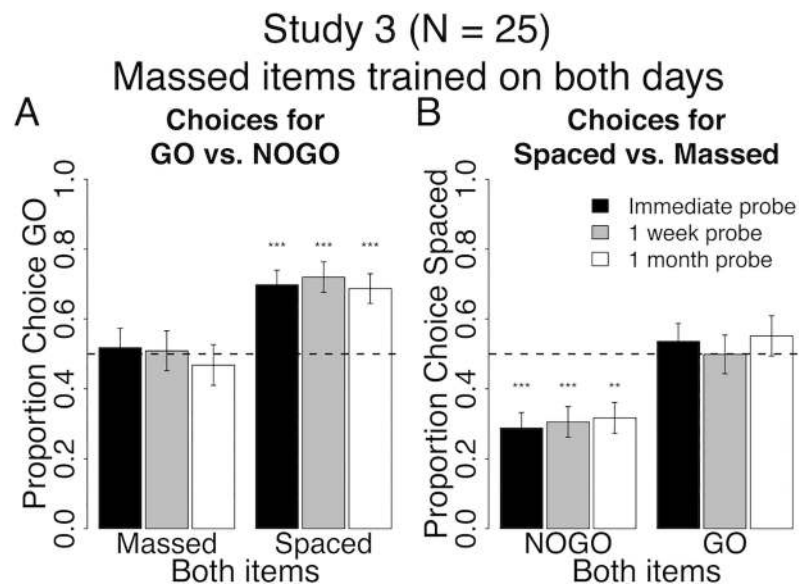 Study 3 (N = 25)
Massed items trained on both days
A
Choices for
GO vs. NOGO
Proportion Choice GO
1.0
0.8
0.6
0.4
0.2
0.0
*** *** ***
Massed Spaced
Both items
B
Choices for
Spaced vs. Massed
Proportion Choice Spaced
1.0
0.8
0.6
0.4
0.2
0.0
Immediate probe
1 week probe
1 month probe
*** *** **
NOGO GO
Both items